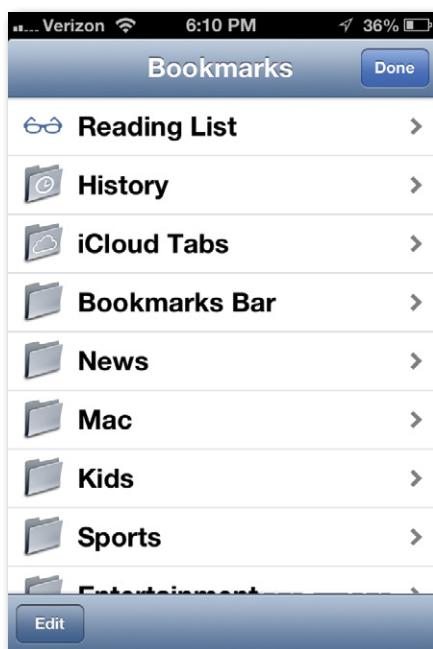 Verizon 6:10 PM 36%
Bookmarks Done
Reading List
History
iCloud Tabs
Bookmarks Bar
News
Mac
Kids
Sports
Entertainment
Edit